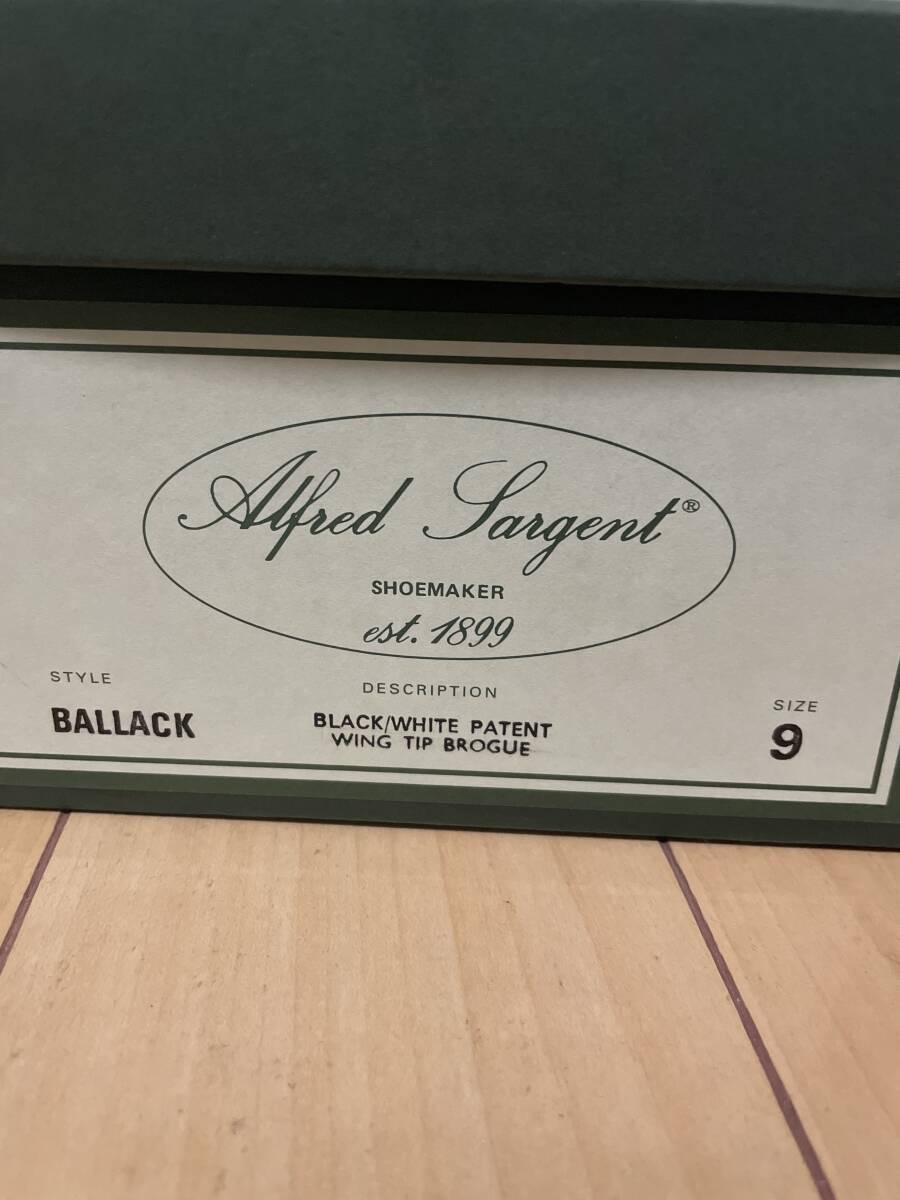 Alfred Sargent®
SHOEMAKER
est. 1899
STYLE
BALLACK
DESCRIPTION
BLACK/WHITE PATENT
WING TIP BROGUE
SIZE
9